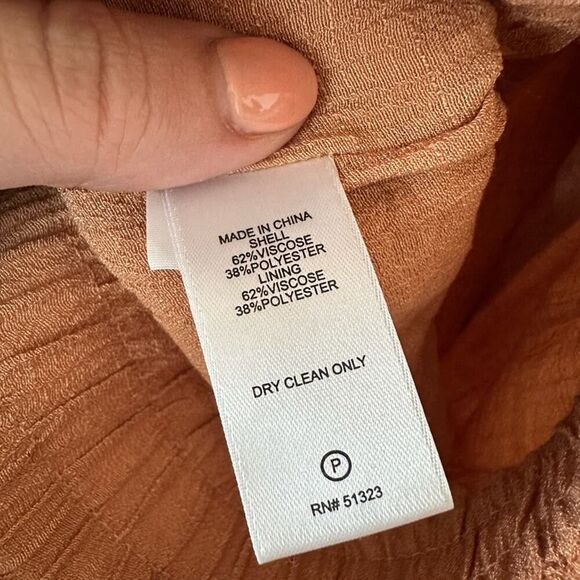 MADE IN CHINA
SHELL
62%VISCOSE
38%POLYESTER
LINING
62%VISCOSE
38%POLYESTER
DRY CLEAN ONLY
P
RN# 51323